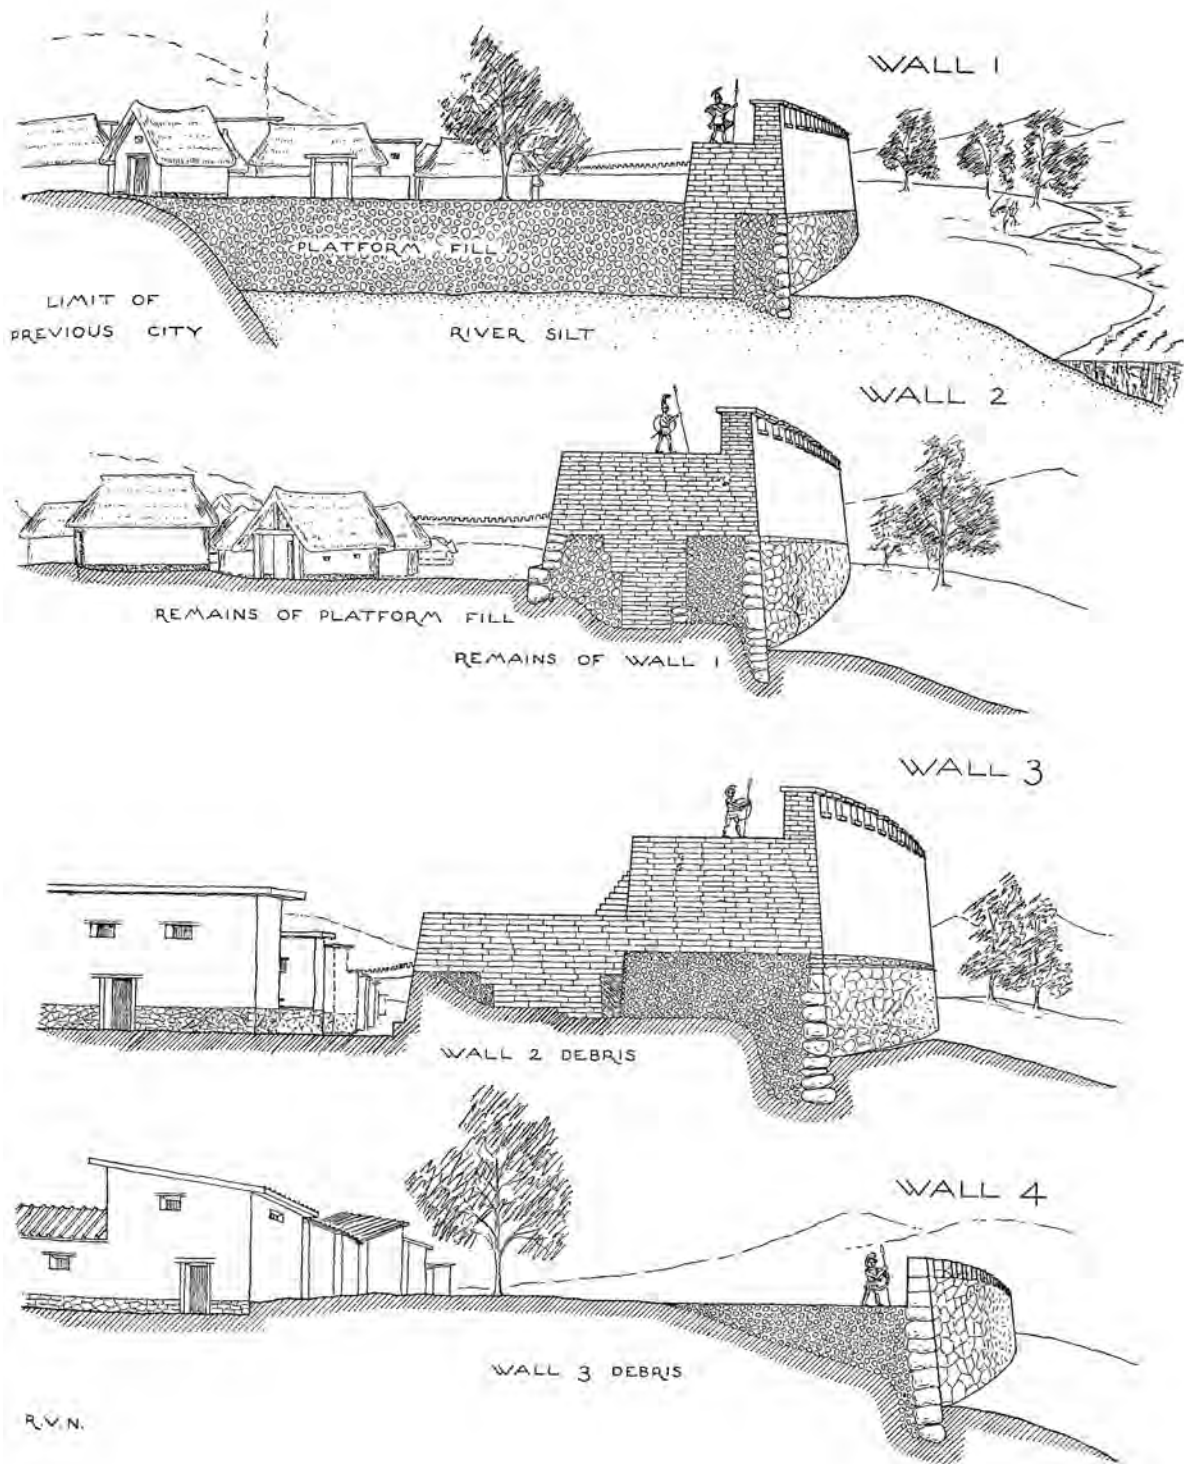 WALL 1
PLATFORM FILL
LIMIT OF
PREVIOUS CITY
RIVER SILT
WALL 2
REMAINS OF PLATFORM FILL
REMAINS OF WALL 1
WALL 3
WALL 2 DEBRIS
WALL 4
WALL 3 DEBRIS
R.V.N.